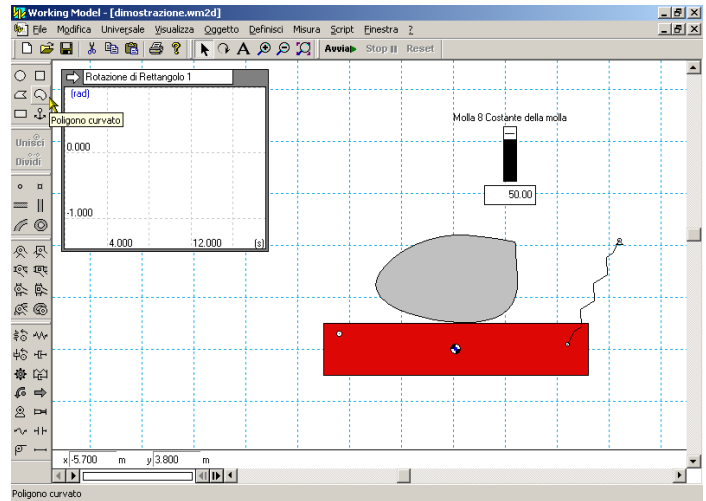 Working Model - [dimostrazione.wm2d]
File Modifica Universale Visualizza Oggetto Definisci Misura Script Finestra ?
A Avvia Stop Reset
Rotazione di Rettangolo 1
(rad)
Poligono curvato
Molla 8 Costante della molla
Unisci
0.000
Dividi
50.00
-1.000
4.000 12.000 (s)
x -5.700 m y 3.800 m
Poligono curvato